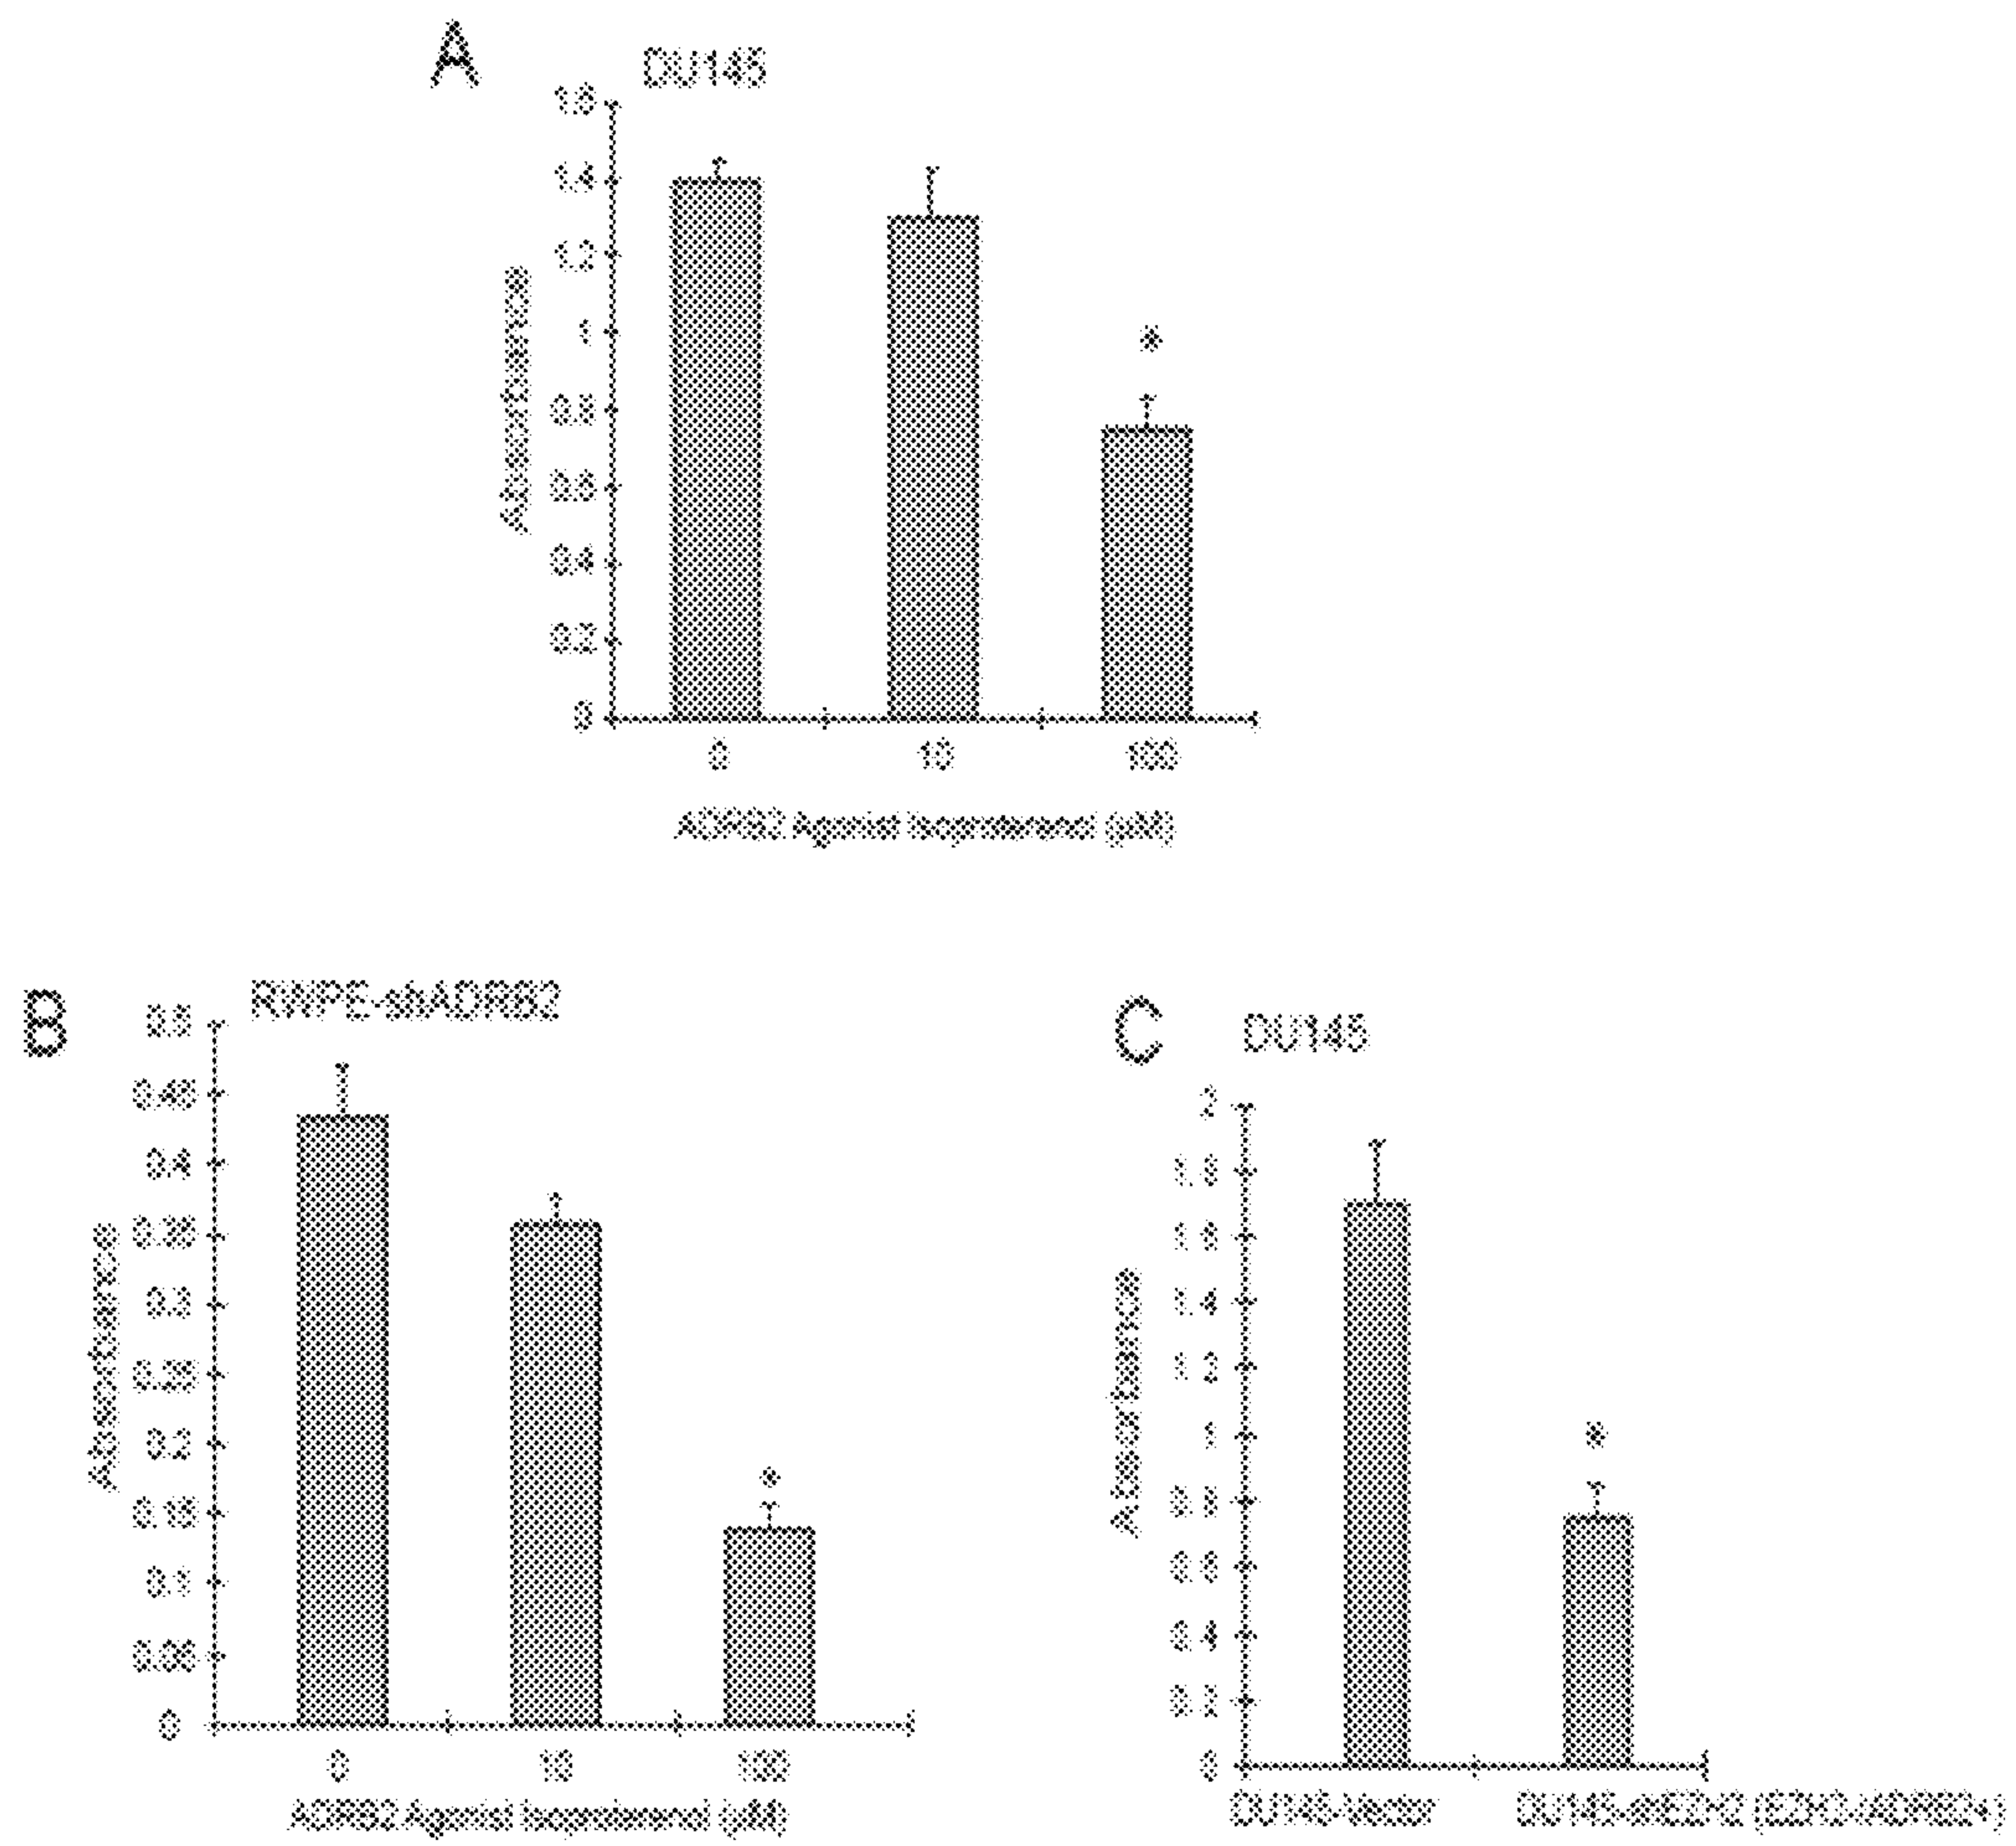 A
DU145
1.6
1.4
1.2
1
0.8
0.6
0.4
0.2
0
Absorbance
0
10
100
ADRB2 Agonist Isoproterenol (µM)
B
RWPE-shADRB2
0.5
0.45
0.4
0.35
0.3
0.25
0.2
0.15
0.1
0.05
0
Absorbance
0
10
100
ADRB2 Agonist Isoproterenol (µM)
C
DU145
2
1.8
1.6
1.4
1.2
1
0.8
0.6
0.4
0.2
0
Absorbance
DU145-Vector
DU145-shEZH2 (EZH2-/ADRB2+)